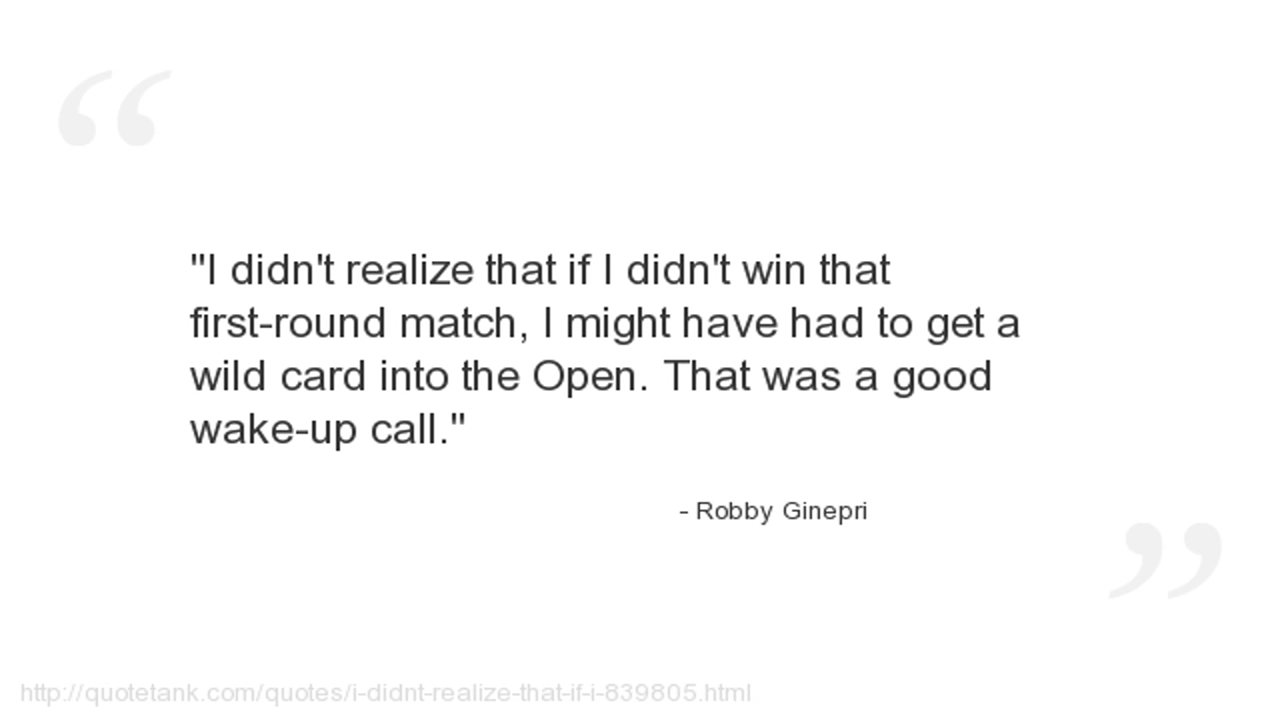 "I didn't realize that if I didn't win that
first-round match, I might have had to get a
wild card into the Open. That was a good
wake-up call."
- Robby Ginepri
http://quotetank.com/quotes/i-didnt-realize-that-if-i-839805.html